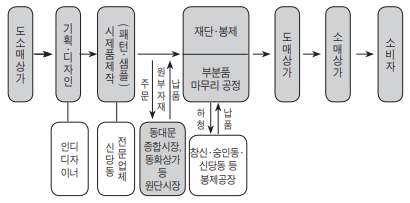 도소매상가
기획·디자인
시제품제작
(패턴·샘플)
재단·봉제
부분품
마무리 공정
도매상가
소매상가
소비자
주문
원부자재
납품
하청
납품
인디
디자
이너
신당동
전문업체
동대문
종합시장,
동화상가
등
원단시장
창신·숭인동·
신당동 등
봉제공장